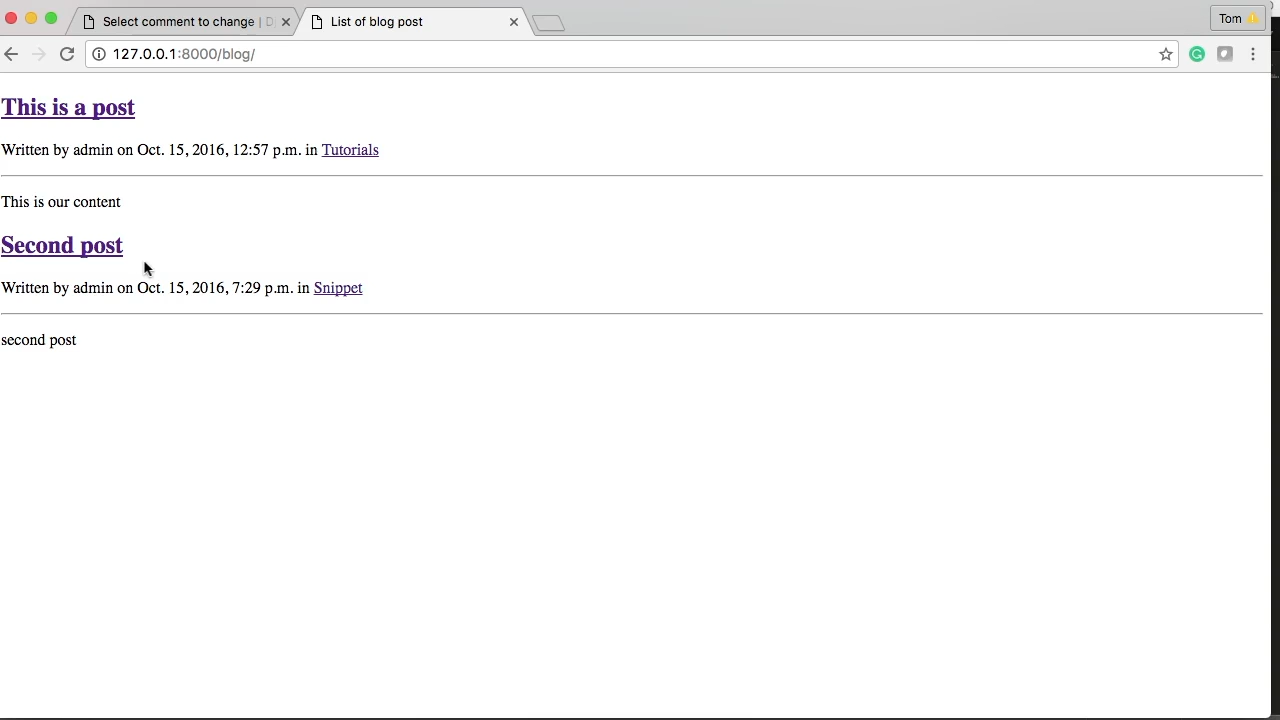 Select comment to change | D
List of blog post
Tom
127.0.0.1:8000/blog/
This is a post
Written by admin on Oct. 15, 2016, 12:57 p.m. in Tutorials
This is our content
Second post
Written by admin on Oct. 15, 2016, 7:29 p.m. in Snippet
second post